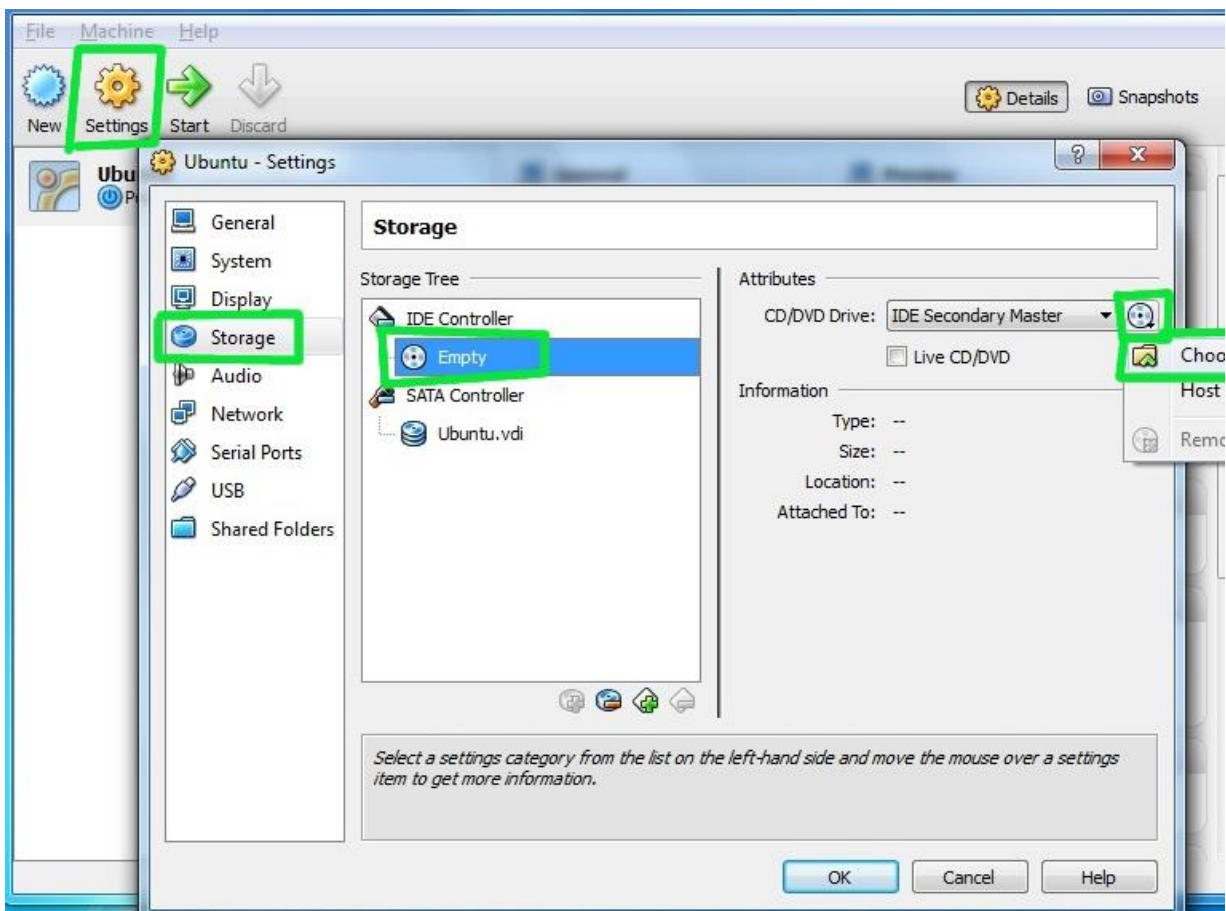 File Machine Help
New Settings Start Discard
Details Snapshots
Ubuntu - Settings
General
System
Display
Storage
Audio
Network
Serial Ports
USB
Shared Folders
Storage
Storage Tree
IDE Controller
Empty
SATA Controller
Ubuntu.vdi
Attributes
CD/DVD Drive: IDE Secondary Master
Live CD/DVD
Information
Type: --
Size: --
Location: --
Attached To: --
Host
Select a settings category from the list on the left-hand side and move the mouse over a settings
item to get more information.
OK Cancel Help